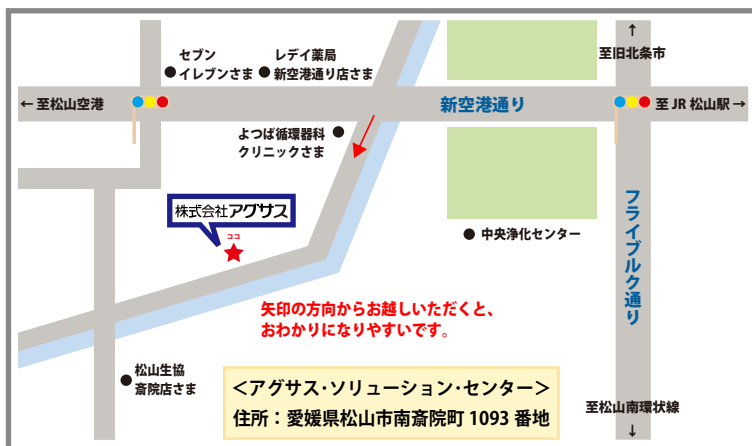 セブン
イレブンさま
レデイ薬局
新空港通り店さま
↑
至旧北条市
← 至松山空港
新空港通り
至 JR 松山駅 →
よつば循環器科
クリニックさま
株式会社アグサス
ココ
フライブルク通り
中央浄化センター
矢印の方向からお越しいただくと、
おわかりになりやすいです。
松山生協
斎院店さま
＜アグサス・ソリューション・センター＞
住所：愛媛県松山市南斎院町 1093 番地
至松山南環状線
↓